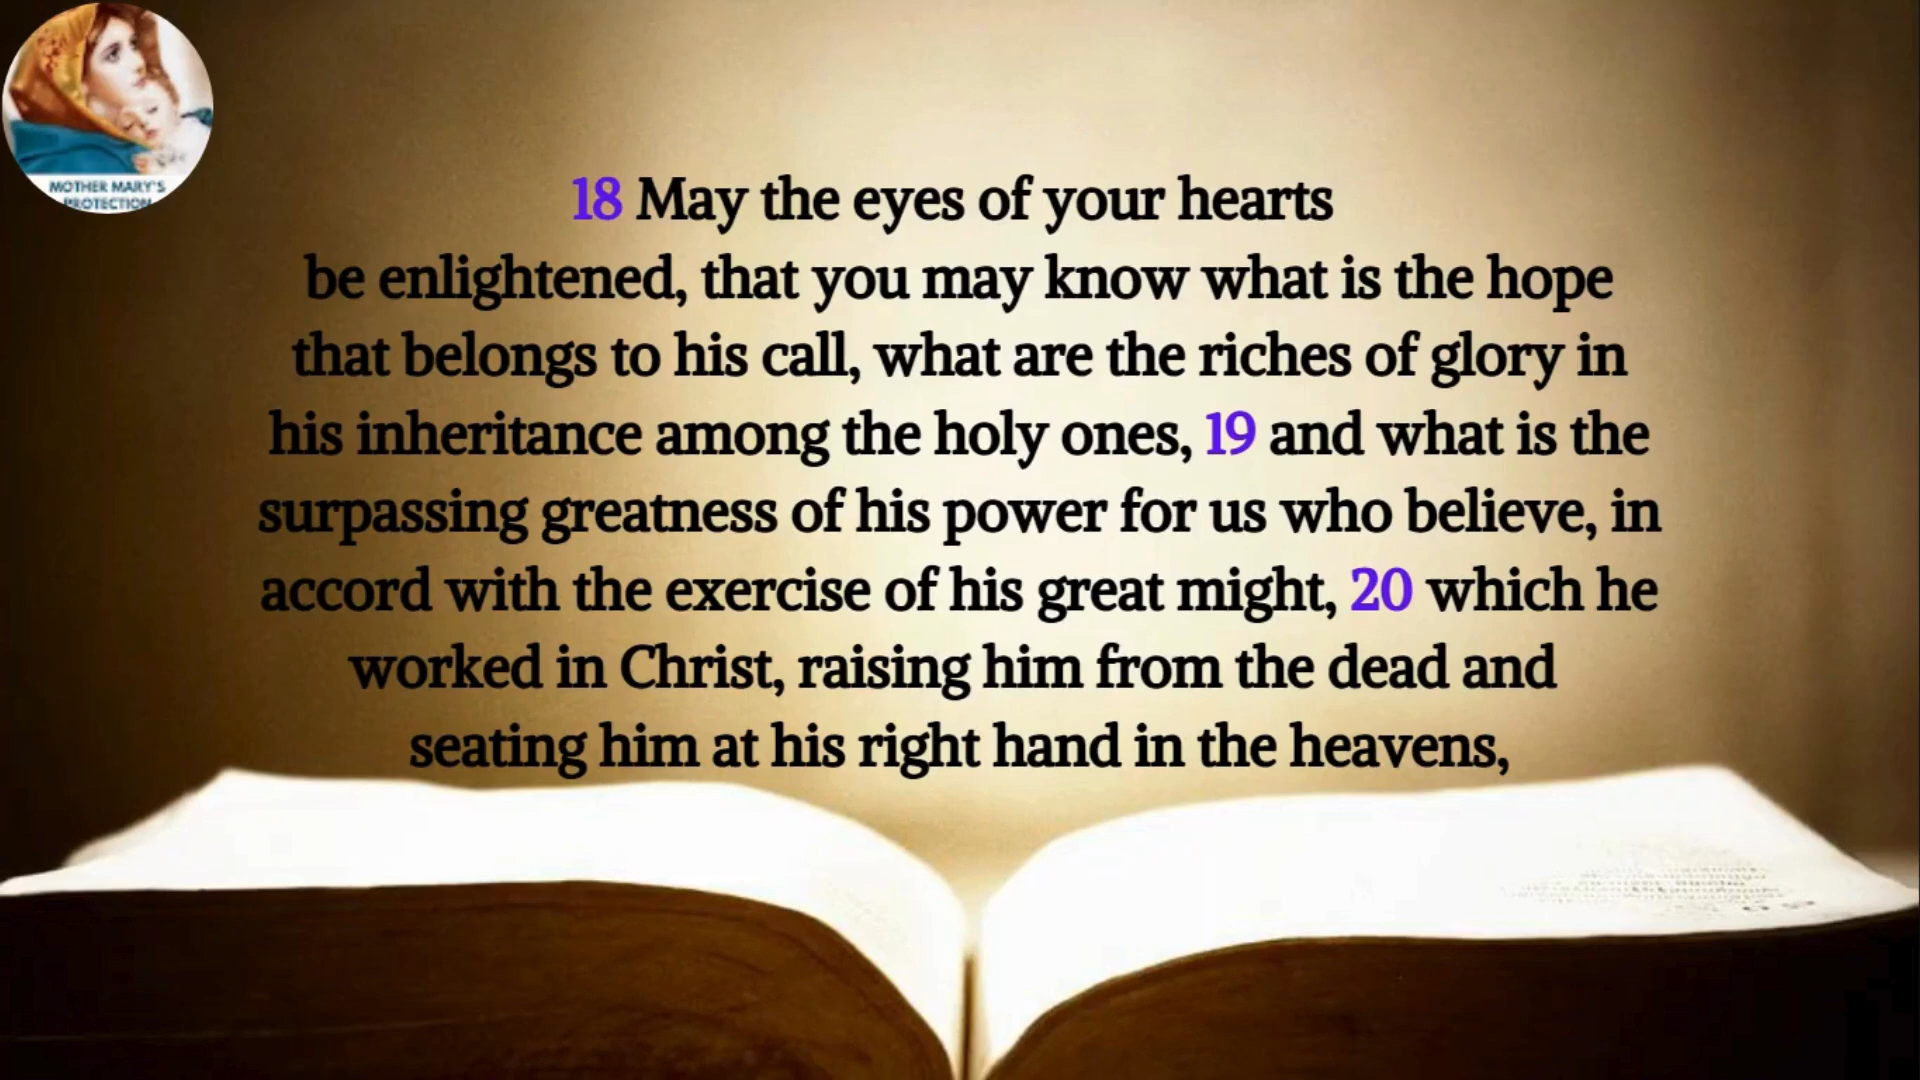 MOTHER MARY'S
PROTECTION
18 May the eyes of your hearts
be enlightened, that you may know what is the hope
that belongs to his call, what are the riches of glory in
his inheritance among the holy ones, 19 and what is the
surpassing greatness of his power for us who believe, in
accord with the exercise of his great might, 20 which he
worked in Christ, raising him from the dead and
seating him at his right hand in the heavens,